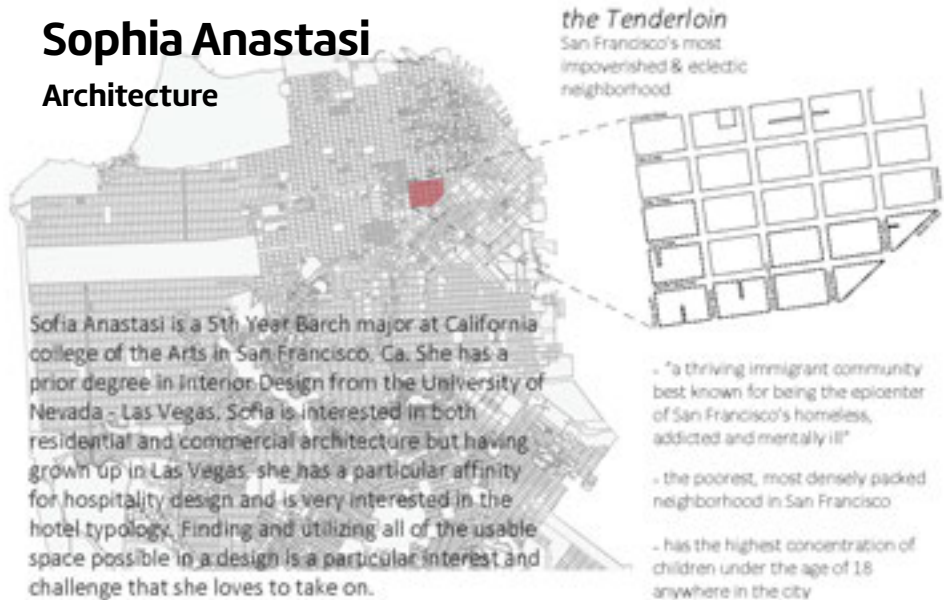 Sophia Anastasi
Architecture
the Tenderloin
San Francisco's most
impoverished & eclectic
neighborhood
Sofia Anastasi is a 5th Year Barch major at California
college of the Arts in San Francisco, Ca. She has a
prior degree in Interior Design from the University of
Nevada - Las Vegas. Sofia is interested in both
residential and commercial architecture but having
grown up in Las Vegas, she has a particular affinity
for hospitality design and is very interested in the
hotel typology. Finding and utilizing all of the usable
space possible in a design is a particular interest and
challenge that she loves to take on.
- "a thriving immigrant community
best known for being the epicenter
of San Francisco's homeless,
addicted and mentally ill"
- the poorest, most densely packed
neighborhood in San Francisco
- has the highest concentration of
children under the age of 18
anywhere in the city